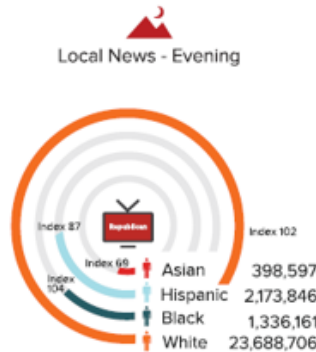 Local News - Evening
Republican
Index 87
Index 102
Index 69
Index
104
Asian 398,597
Hispanic 2,173,846
Black 1,336,161
White 23,688,706